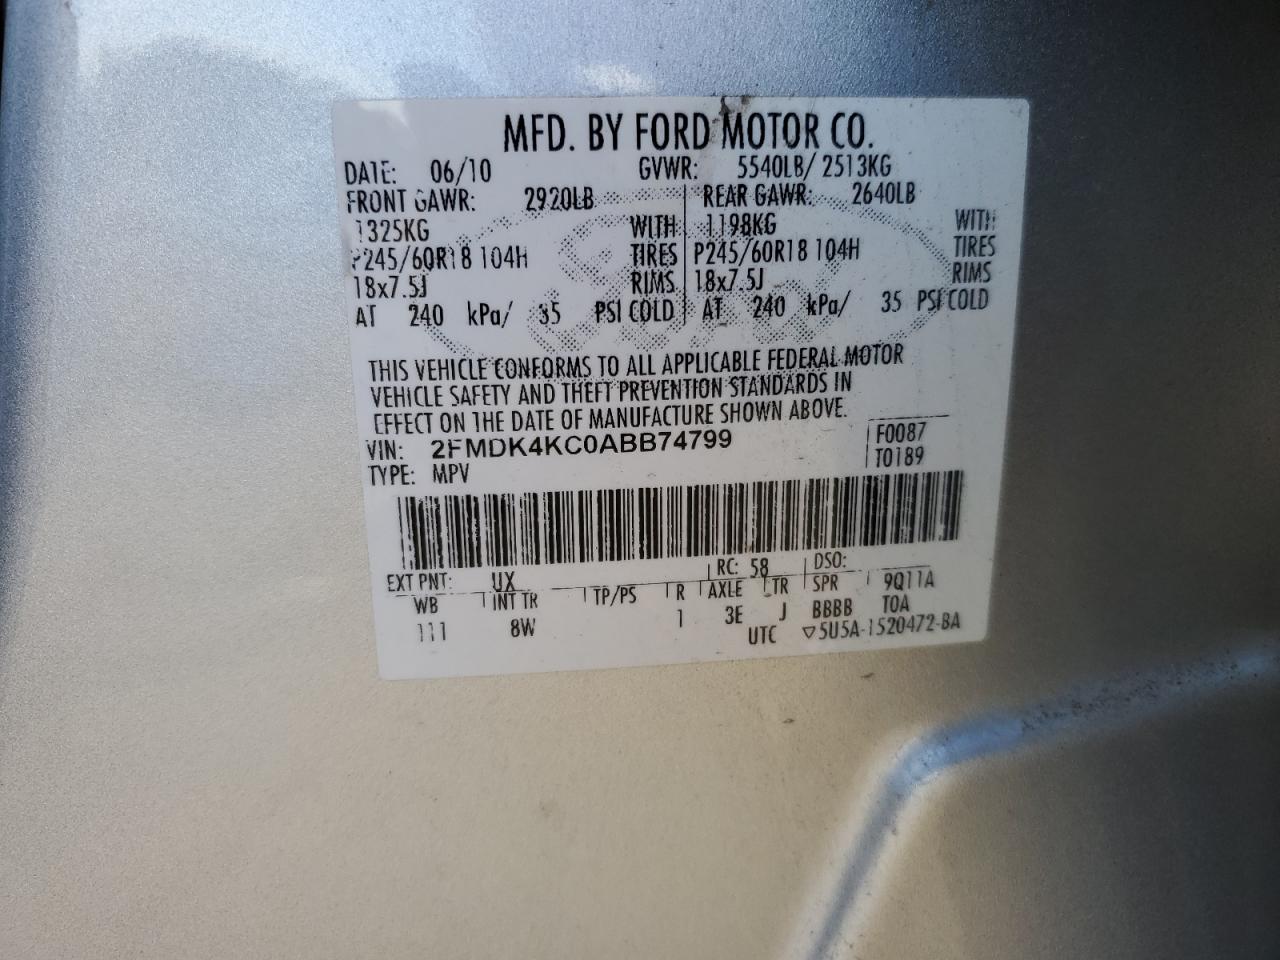 MFD. BY FORD MOTOR CO.
DATE: 06/10 GVWR: 5540LB/ 2513KG
FRONT GAWR: 2920LB REAR GAWR: 2640LB
1325KG WITH 1198KG WITH
P245/60R18 104H TIRES P245/60R18 104H TIRES
18x7.5J RIMS 18x7.5J RIMS
AT 240 kPa/ 35 PSI COLD AT 240 kPa/ 35 PSI COLD
THIS VEHICLE CONFORMS TO ALL APPLICABLE FEDERAL MOTOR
VEHICLE SAFETY AND THEFT PREVENTION STANDARDS IN
EFFECT ON THE DATE OF MANUFACTURE SHOWN ABOVE.
VIN: 2FMDK4KC0ABB74799 F0087
TYPE: MPV T0189
EXT PNT: UX RC: 58 DSO:
WB INT TR TP/PS R AXLE TR SPR 9Q11A
111 8W 1 3E J BBBB TOA
UTC ▽5U5A-1520472-BA